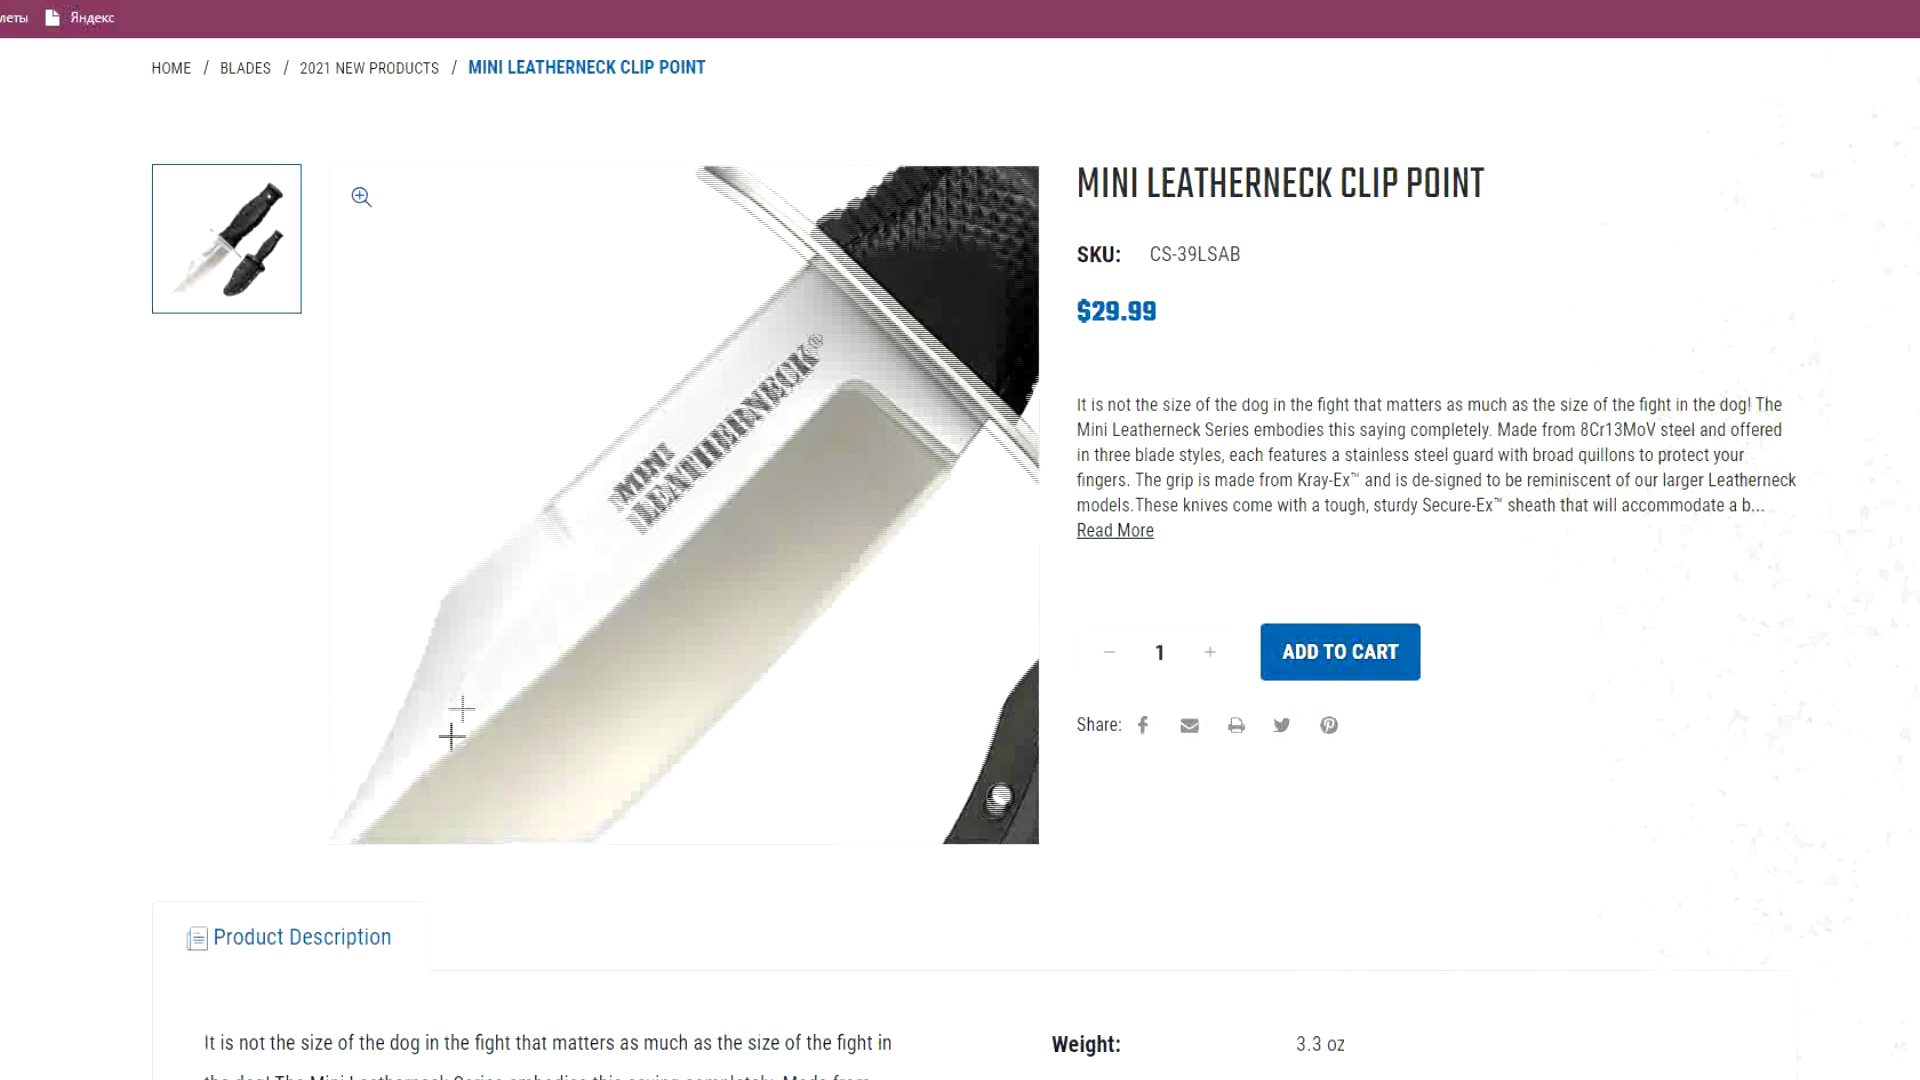 Яндекс
HOME / BLADES / 2021 NEW PRODUCTS / MINI LEATHERNECK CLIP POINT
MINI
LEATHERNECK®
MINI LEATHERNECK CLIP POINT
SKU: CS-39LSAB
$29.99
It is not the size of the dog in the fight that matters as much as the size of the fight in the dog! The
Mini Leatherneck Series embodies this saying completely. Made from 8Cr13MoV steel and offered
in three blade styles, each features a stainless steel guard with broad quillons to protect your
fingers. The grip is made from Kray-Ex™ and is de-signed to be reminiscent of our larger Leatherneck
models.These knives come with a tough, sturdy Secure-Ex™ sheath that will accommodate a b...
Read More
− 1 +
ADD TO CART
Share:
Product Description
It is not the size of the dog in the fight that matters as much as the size of the fight in
Weight: 3.3 oz